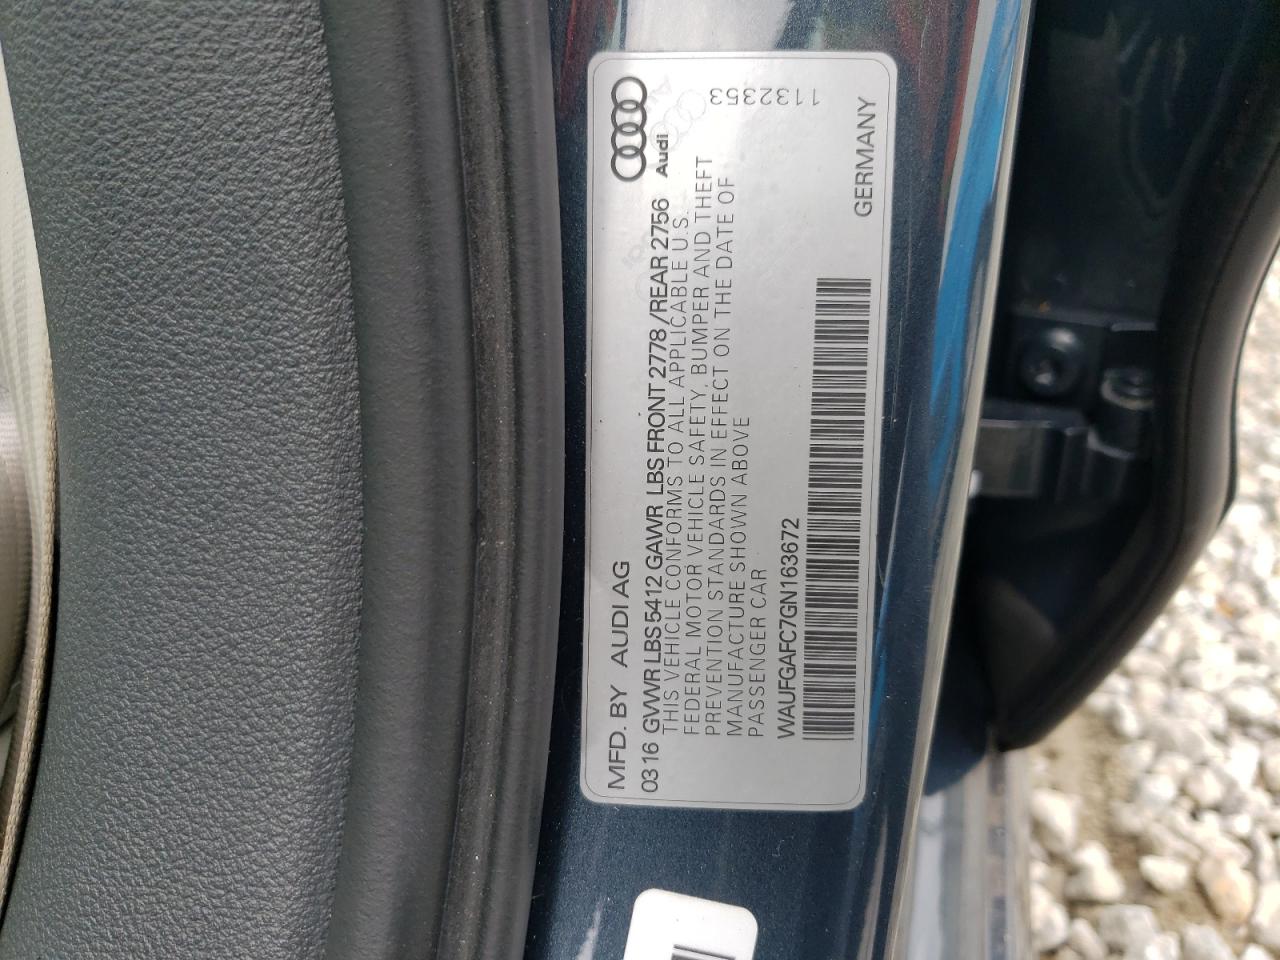 MFD. BY AUDI AG
0316 GVWR LBS 5412 GAWR LBS FRONT 2778/REAR 2756 Audi
THIS VEHICLE CONFORMS TO ALL APPLICABLE U.S.
FEDERAL MOTOR VEHICLE SAFETY, BUMPER AND THEFT
PREVENTION STANDARDS IN EFFECT ON THE DATE OF
MANUFACTURE SHOWN ABOVE
PASSENGER CAR
WAUFGAFC7GN163672
GERMANY
1132353